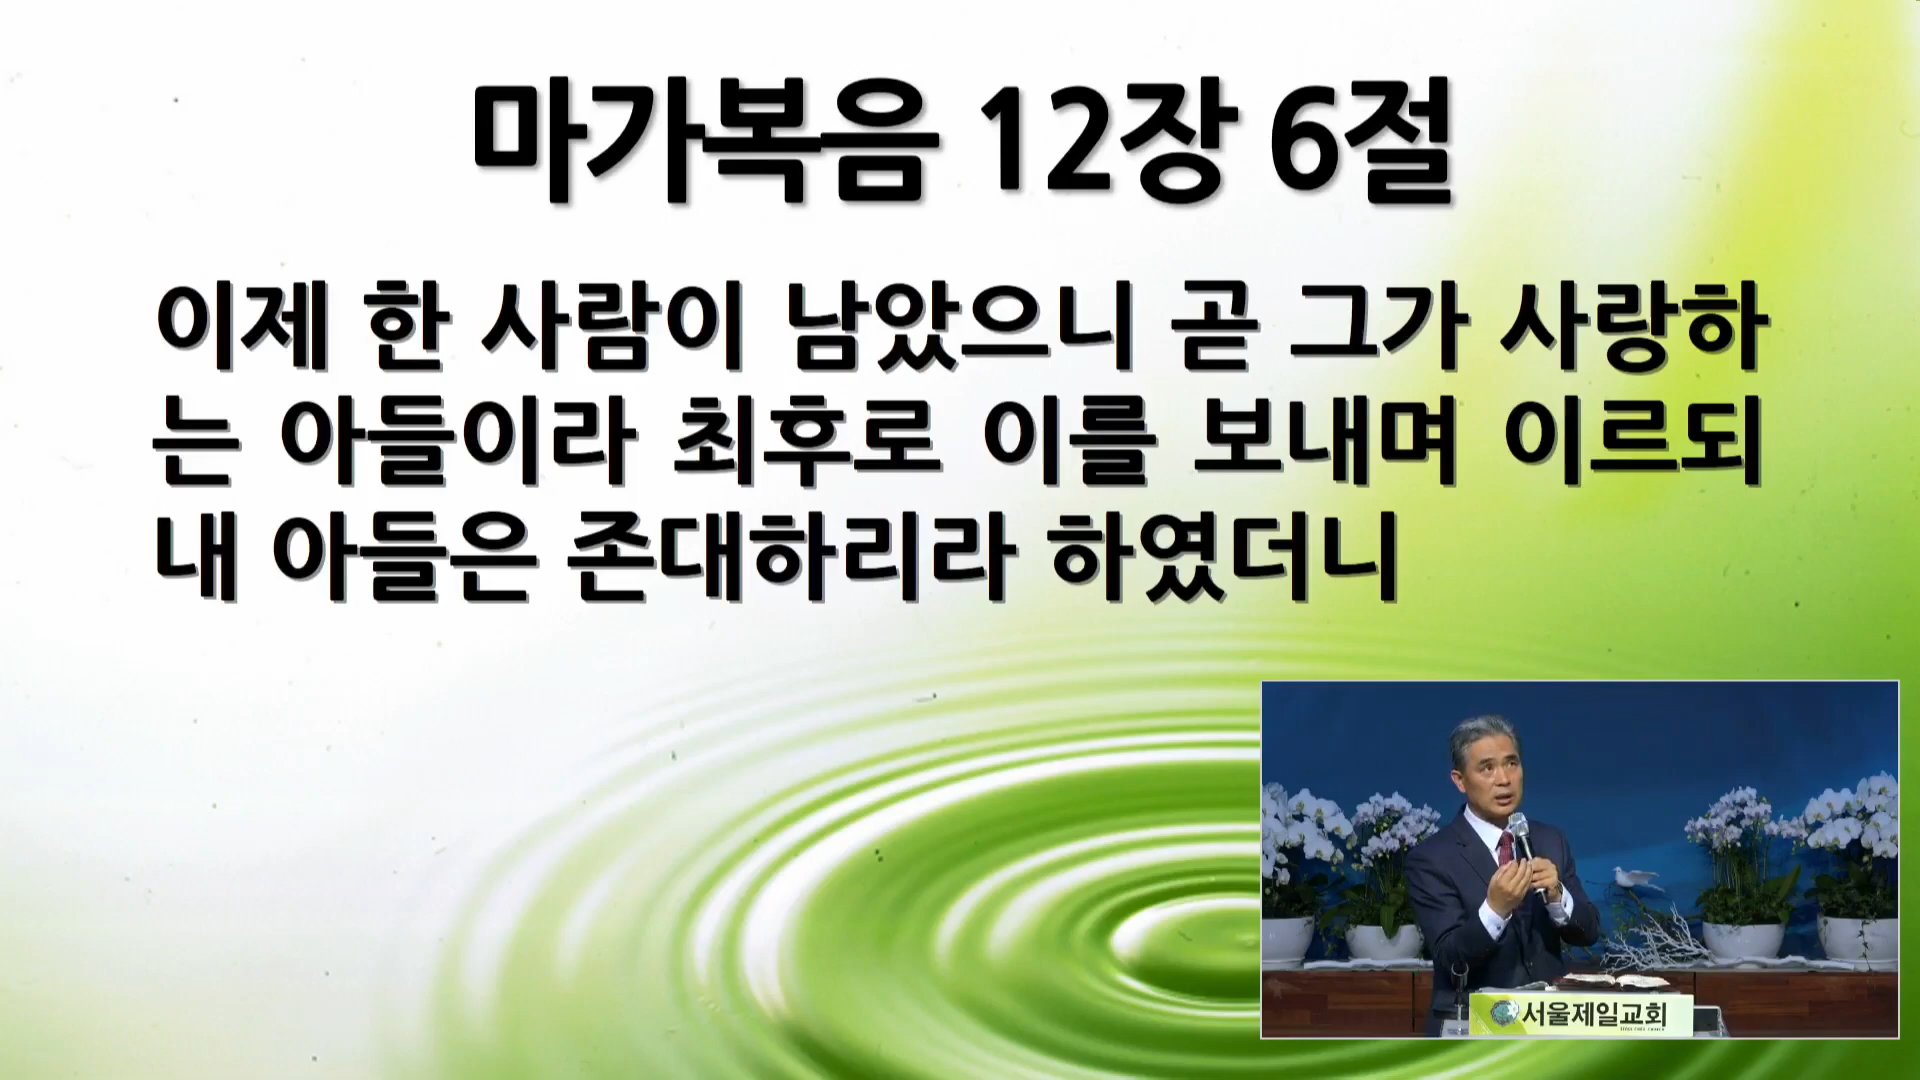 마가복음 12장 6절
이제 한 사람이 남았으니 곧 그가 사랑하
는 아들이라 최후로 이를 보내며 이르되
내 아들은 존대하리라 하였더니
서울제일교회